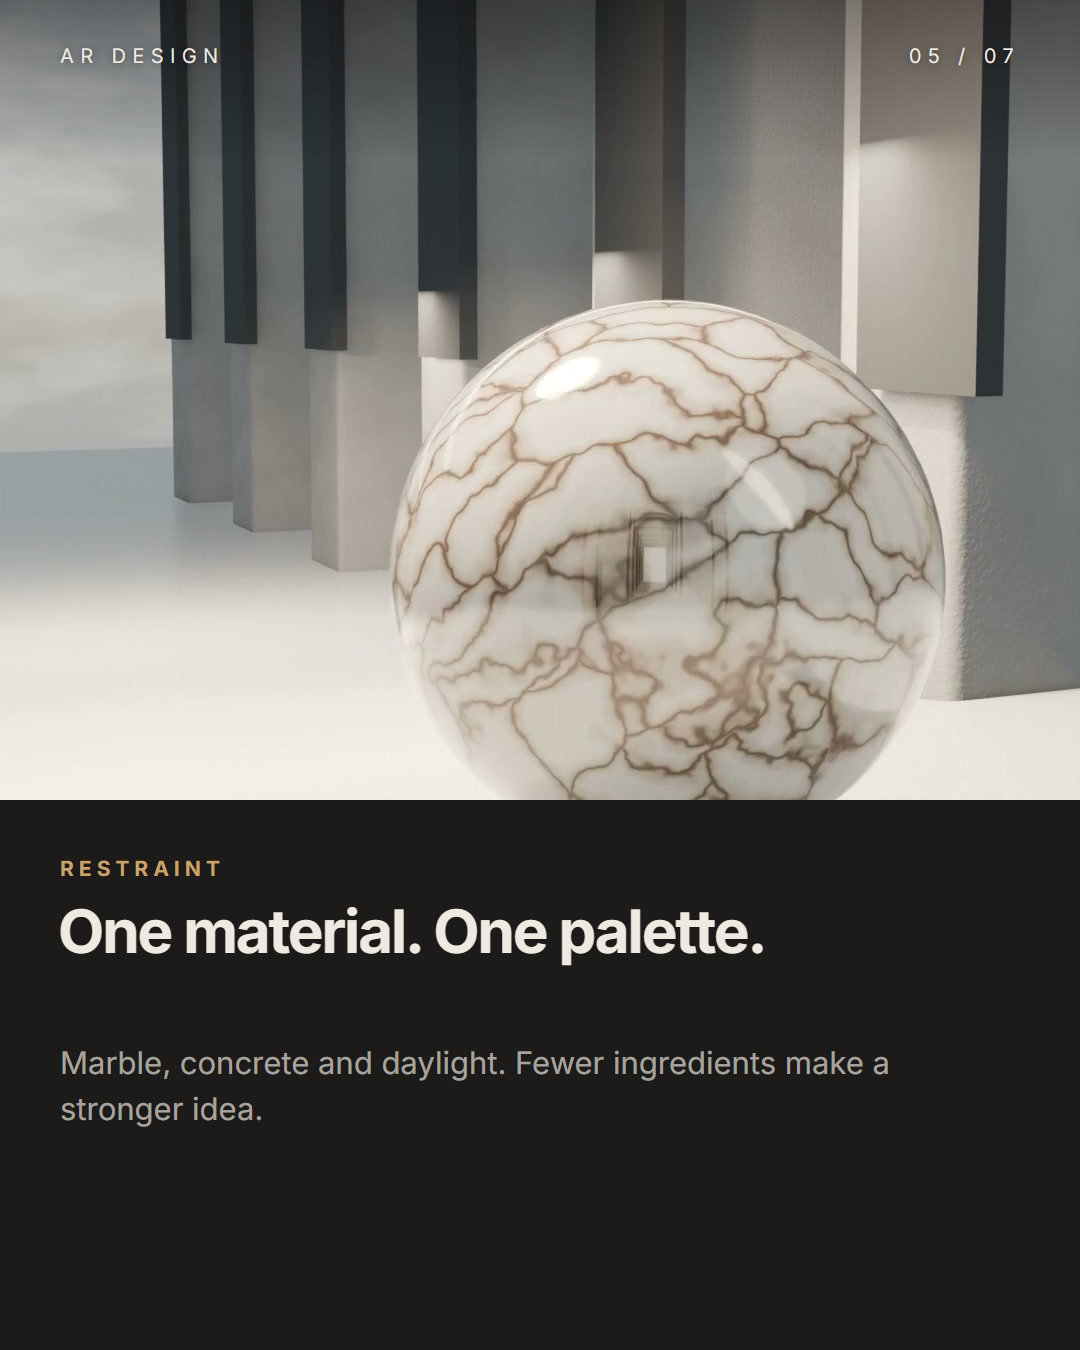 AR DESIGN
05 / 07
RESTRAINT
One material. One palette.
Marble, concrete and daylight. Fewer ingredients make a
stronger idea.